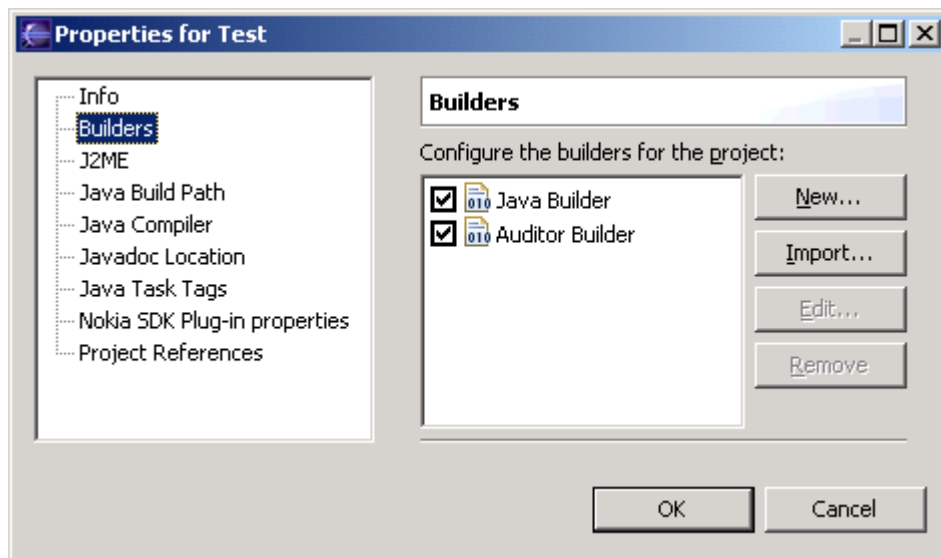 Properties for Test
Info
Builders
J2ME
Java Build Path
Java Compiler
Javadoc Location
Java Task Tags
Nokia SDK Plug-in properties
Project References
Builders
Configure the builders for the project:
010 Java Builder
010 Auditor Builder
New...
Import...
Edit...
Remove
OK
Cancel